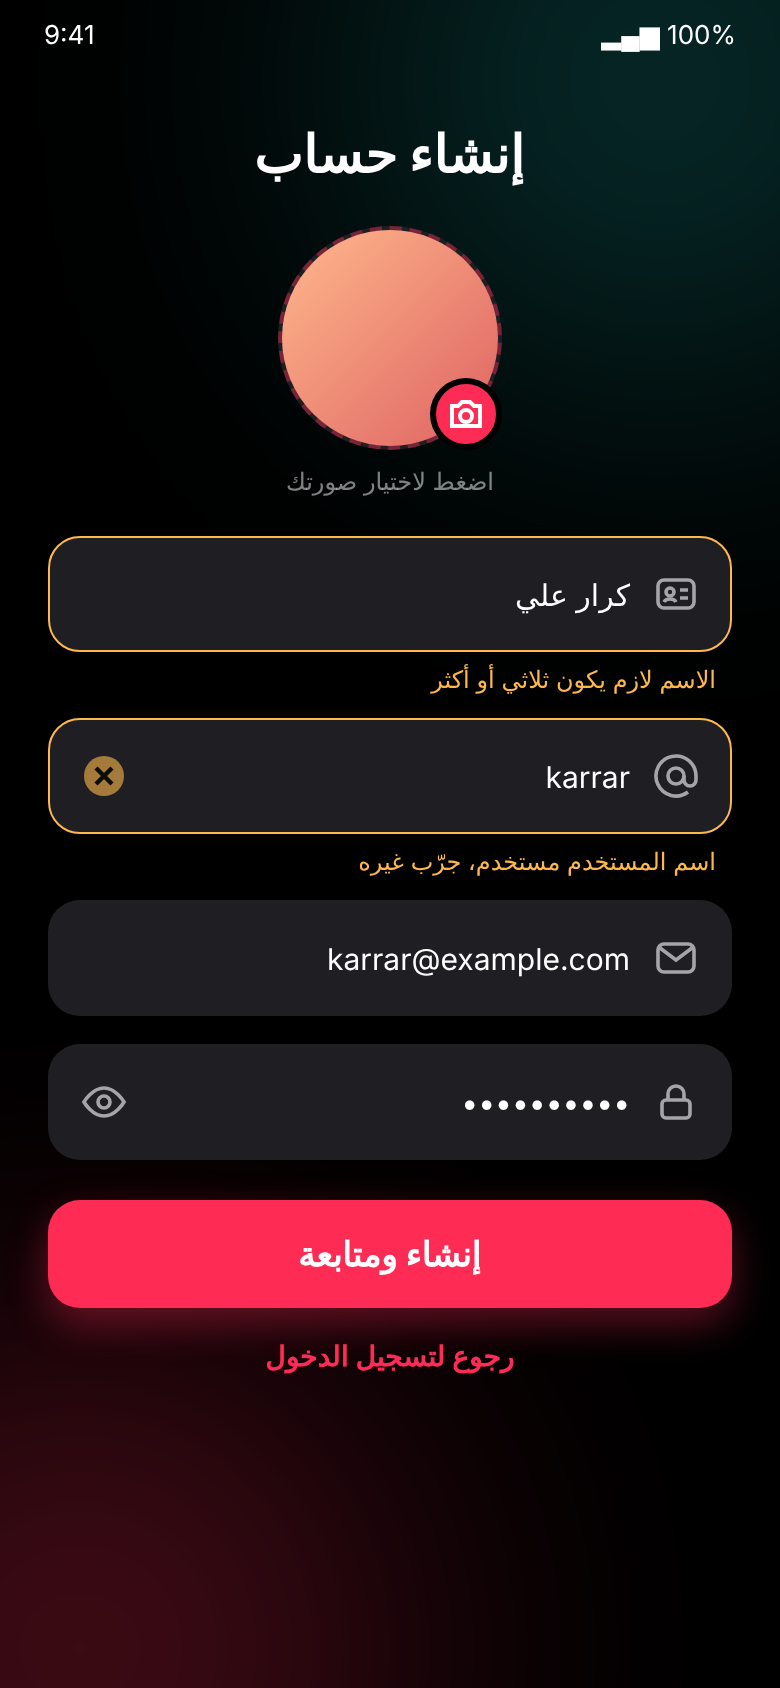 9:41
100%
إنشاء حساب
اضغط لاختيار صورتك
كرار علي
الاسم لازم يكون ثلاثي أو أكثر
karrar
اسم المستخدم مستخدم، جرّب غيره
karrar@example.com
••••••••••
إنشاء ومتابعة
رجوع لتسجيل الدخول